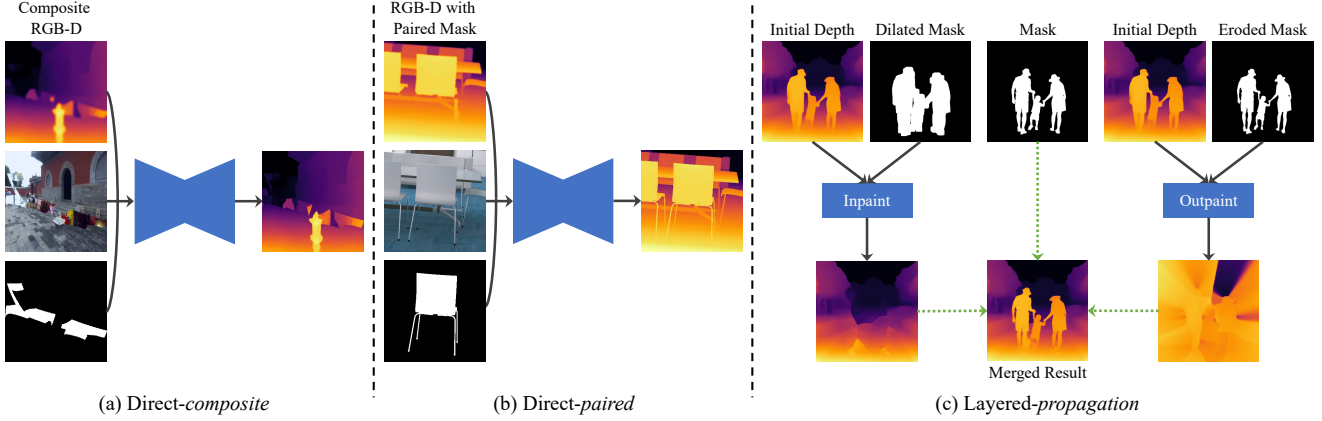 Composite
RGB-D
RGB-D with
Paired Mask
Initial Depth
Dilated Mask
Mask
Initial Depth
Eroded Mask
Inpaint
Outpaint
Merged Result
(a) Direct-composite
(b) Direct-paired
(c) Layered-propagation